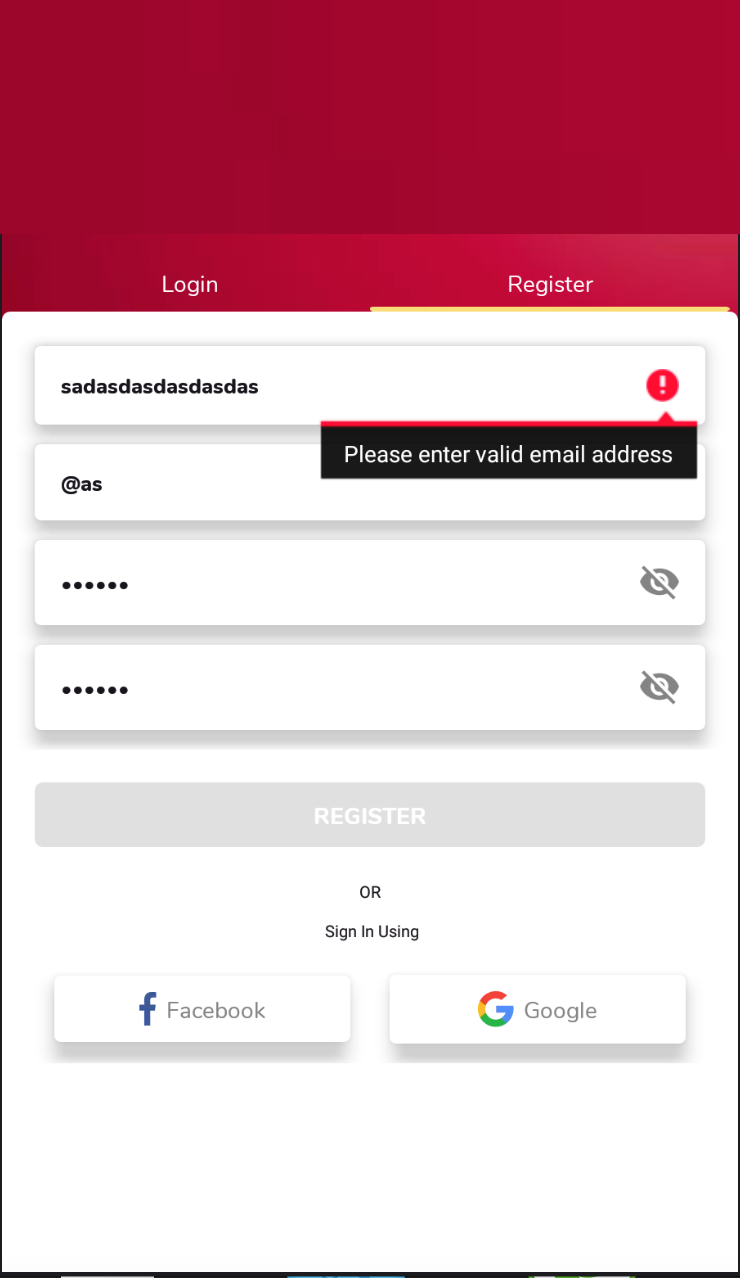 Login
Register
sadasdasdasdasdas
Please enter valid email address
@as
••••••
••••••
REGISTER
OR
Sign In Using
Facebook
Google